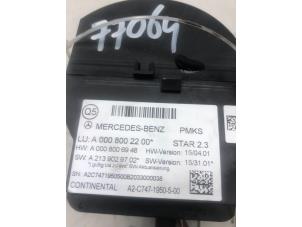 77064
Q5
MERCEDES-BENZ PMKS
LU: A 000 800 22 00* STAR 2.3
HW: A 000 800 69 48 HW-Version: 15/04.01
SW: A 213 902 97 02* SW-Version: 15/31.01*
SN: A2C7471950500B2033000038
CONTINENTAL A2-C747-1950-5-00